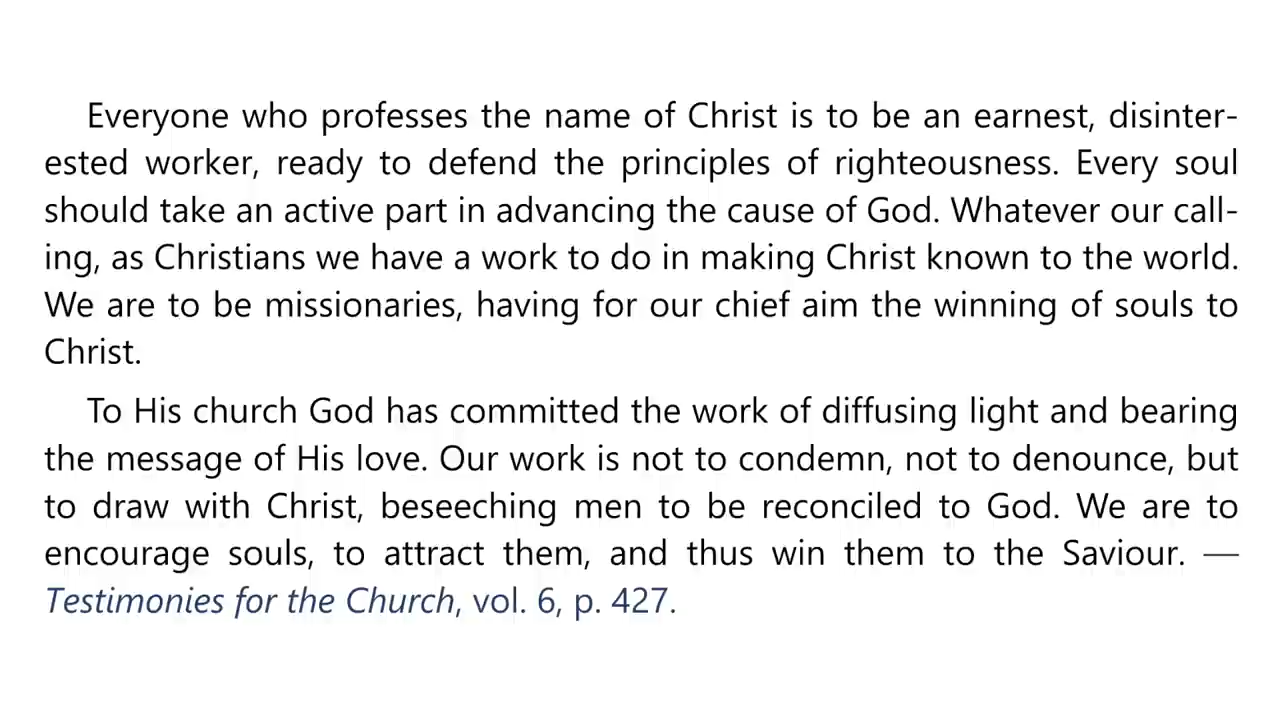 Everyone who professes the name of Christ is to be an earnest, disinter-
ested worker, ready to defend the principles of righteousness. Every soul
should take an active part in advancing the cause of God. Whatever our call-
ing, as Christians we have a work to do in making Christ known to the world.
We are to be missionaries, having for our chief aim the winning of souls to
Christ.
To His church God has committed the work of diffusing light and bearing
the message of His love. Our work is not to condemn, not to denounce, but
to draw with Christ, beseeching men to be reconciled to God. We are to
encourage souls, to attract them, and thus win them to the Saviour. —
Testimonies for the Church, vol. 6, p. 427.